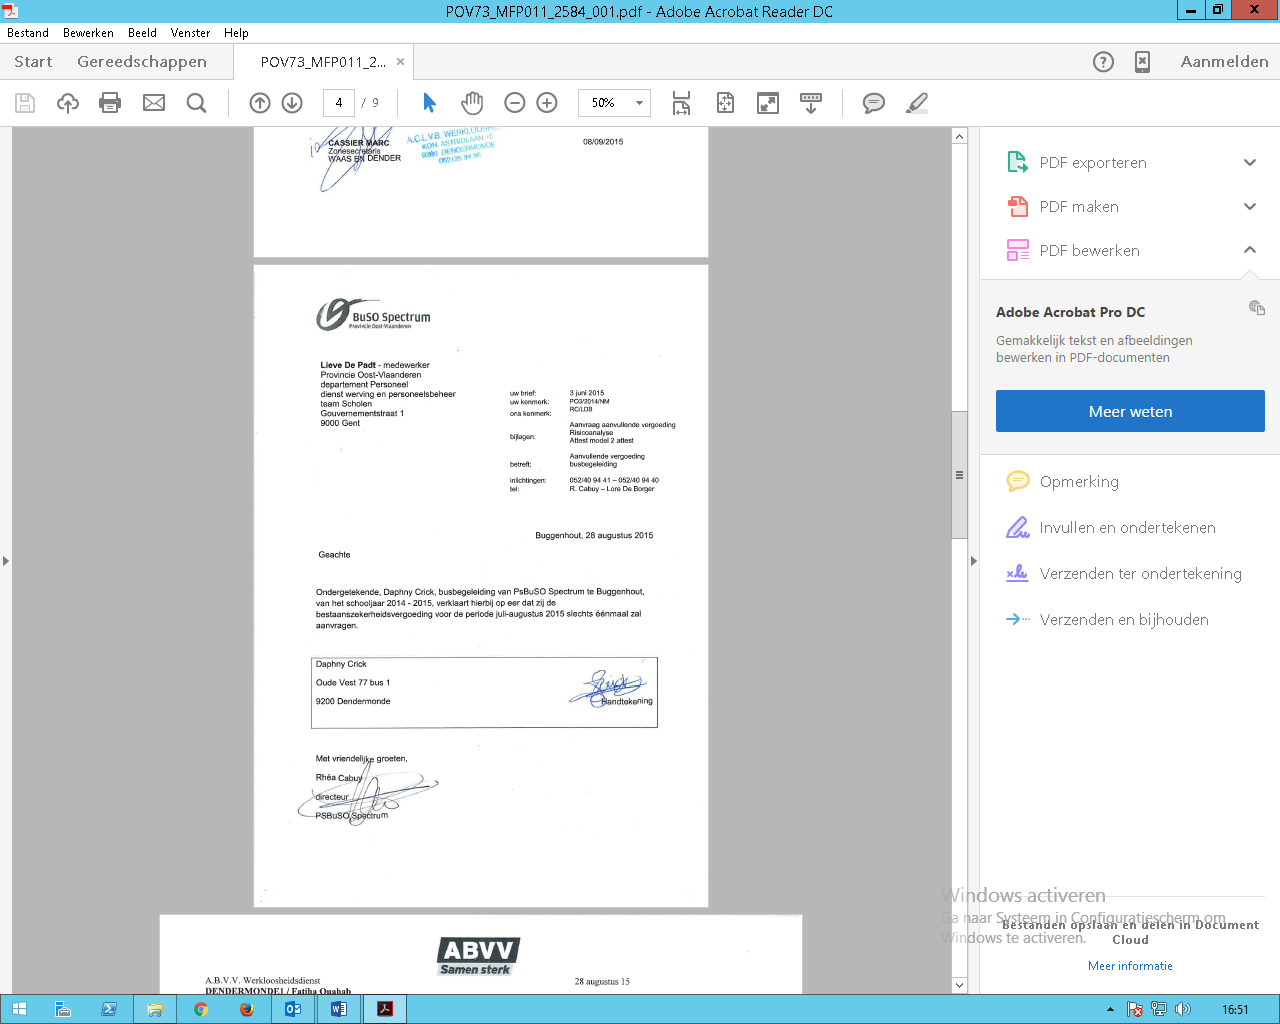 POV73_MFP011_2584_001.pdf - Adobe Acrobat Reader DC
Bestand Bewerken Beeld Venster Help
Start Gereedschappen POV73_MFP011_2... × Aanmelden
4 / 9 50%
CASSIER MARC
Zonesecretaris
WAAS EN DENDER
A.C.L.V.B. WERKLOOS
KON. ASTRIDLAAN
9200 DENDERMONDE
08/09/2015
BuSO Spectrum
Provincie Oost-Vlaanderen
Lieve De Padt - medewerker
Provincie Oost-Vlaanderen
departement Personeel
dienst werving en personeelsbeheer
team Scholen
Gouvernementstraat 1
9000 Gent
uw brief: 3 juni 2015
uw kenmerk: PO3/2014/NM
ons kenmerk: RC/LDB
Aanvraag aanvullende vergoeding
Risicoanalyse
bijlagen: Attest model 2 attest
Aanvullende vergoeding
betreft: busbegeleiding
inlichtingen: 052/40 94 41 – 052/40 94 40
tel: R. Cabuy – Lore De Borger
Buggenhout, 28 augustus 2015
Geachte
Ondergetekende, Daphny Crick, busbegeleiding van PsBuSO Spectrum te Buggenhout,
van het schooljaar 2014 - 2015, verklaart hierbij op eer dat zij de
bestaanszekerheidsvergoeding voor de periode juli-augustus 2015 slechts éénmaal zal
aanvragen.
Daphny Crick
Oude Vest 77 bus 1
9200 Dendermonde
Handtekening
Met vriendelijke groeten,
Rhéa Cabuy
directeur
PSBuSO Spectrum
ABVV
Samen sterk
A.B.V.V. Werkloosheidsdienst 28 augustus 15
DENDERMONDE1 / Fatiha Ouahab
PDF exporteren
PDF maken
PDF bewerken
Adobe Acrobat Pro DC
Gemakkelijk tekst en afbeeldingen
bewerken in PDF-documenten
Meer weten
Opmerking
Invullen en ondertekenen
Verzenden ter ondertekening
Verzenden en bijhouden
Windows activeren
Ga naar Systeem in Configuratiescherm om
Windows te activeren.
Bestanden opslaan en delen in Document
Cloud
Meer informatie
16:51